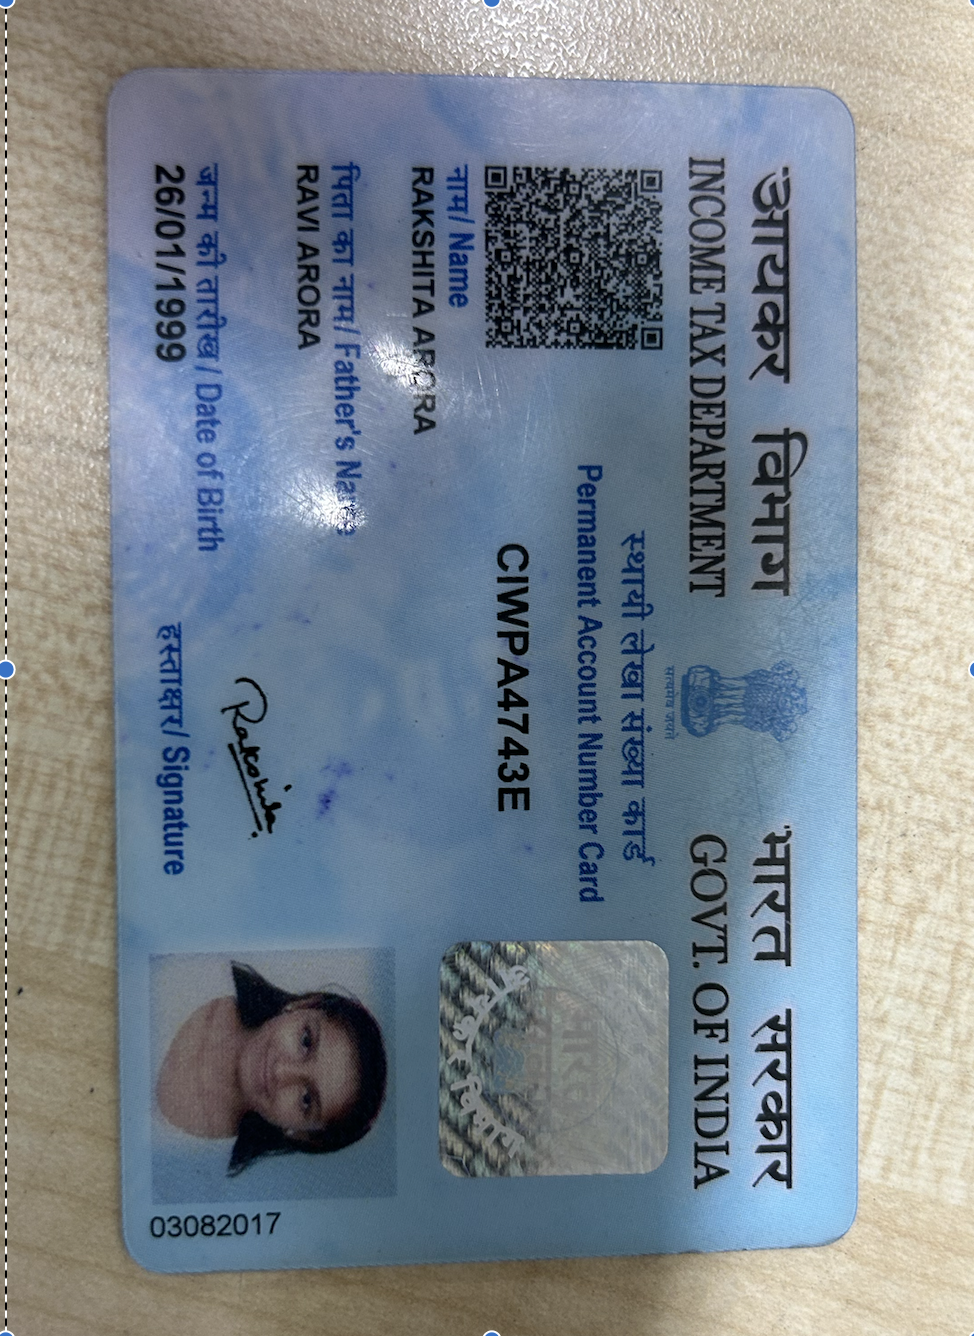 आयकर विभाग
INCOME TAX DEPARTMENT
सत्यमेव जयते
भारत सरकार
GOVT. OF INDIA
स्थायी लेखा संख्या कार्ड
Permanent Account Number Card
CIWPA4743E
नाम/ Name
RAKSHITA ARORA
पिता का नाम/ Father's Name
RAVI ARORA
जन्म की तारीख / Date of Birth
26/01/1999
Rakshita
हस्ताक्षर/ Signature
आयकर विभाग
03082017